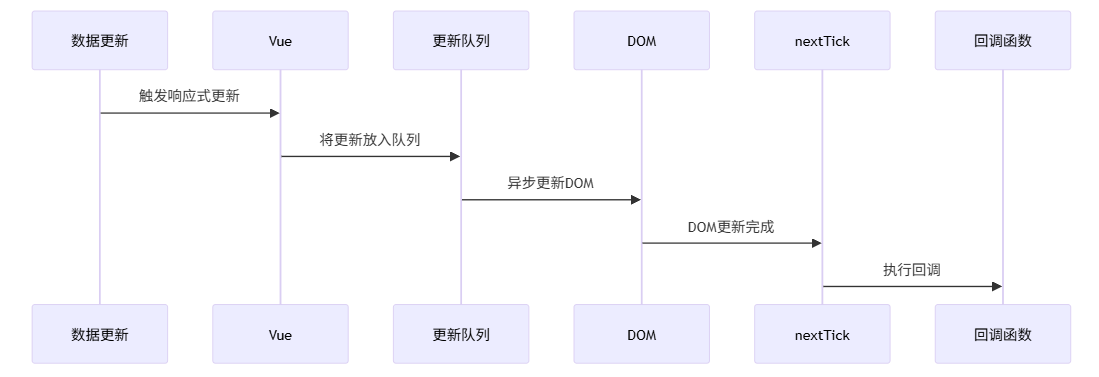 数据更新
Vue
更新队列
DOM
nextTick
回调函数
触发响应式更新
将更新放入队列
异步更新DOM
DOM更新完成
执行回调
数据更新
Vue
更新队列
DOM
nextTick
回调函数